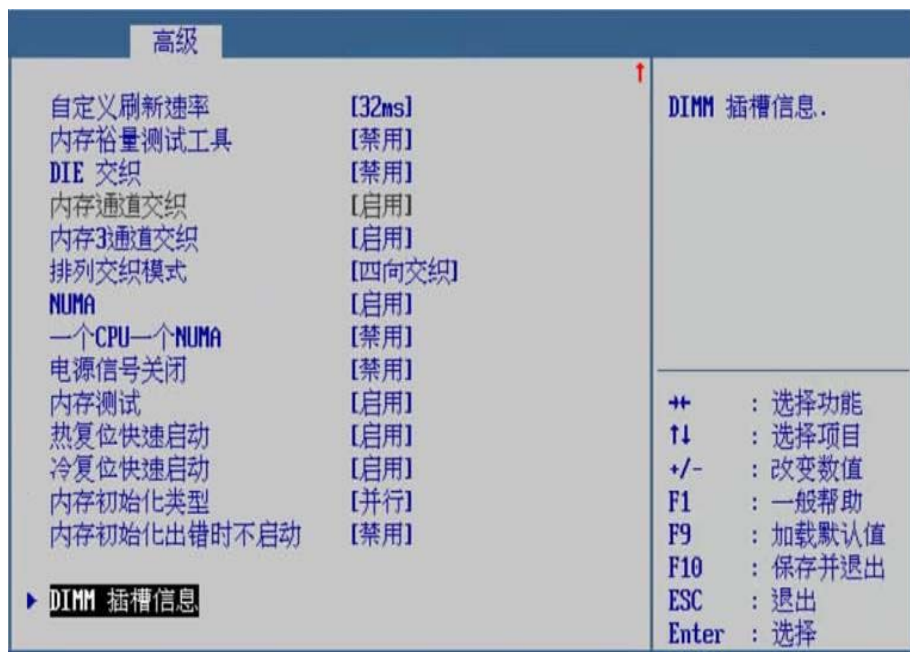 高级
自定义刷新速率 [32ms]
内存裕量测试工具 [禁用]
DIE 交织 [禁用]
内存通道交织 [启用]
内存3通道交织 [启用]
排列交织模式 [四向交织]
NUMA [启用]
一个CPU一个NUMA [禁用]
电源信号关闭 [禁用]
内存测试 [启用]
热复位快速启动 [启用]
冷复位快速启动 [启用]
内存初始化类型 [并行]
内存初始化出错时不启动 [禁用]
DIMM 插槽信息
DIMM 插槽信息.
→← : 选择功能
↑↓ : 选择项目
+/- : 改变数值
F1 : 一般帮助
F9 : 加载默认值
F10 : 保存并退出
ESC : 退出
Enter : 选择